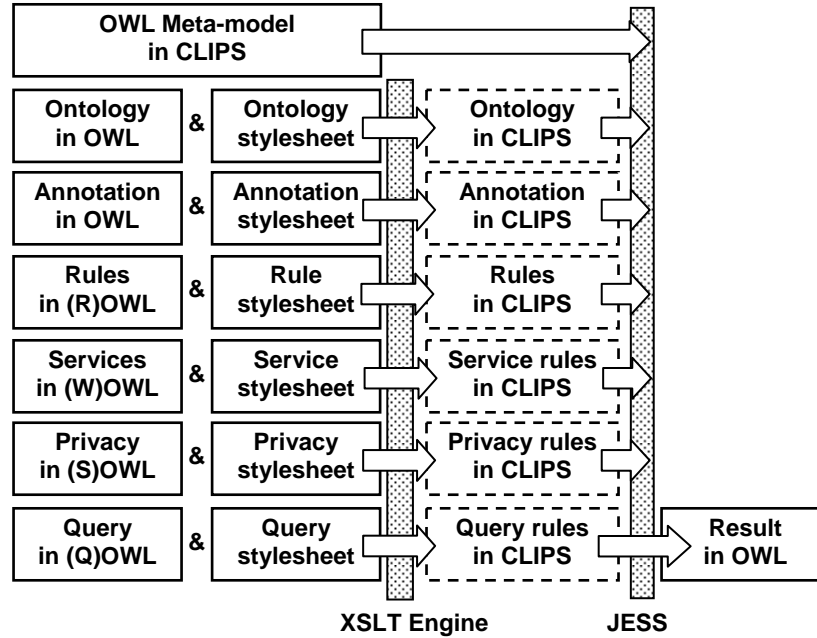 OWL Meta-model
in CLIPS
Ontology
in OWL
&
Ontology
stylesheet
Ontology
in CLIPS
Annotation
in OWL
&
Annotation
stylesheet
Annotation
in CLIPS
Rules
in (R)OWL
&
Rule
stylesheet
Rules
in CLIPS
Services
in (W)OWL
&
Service
stylesheet
Service rules
in CLIPS
Privacy
in (S)OWL
&
Privacy
stylesheet
Privacy rules
in CLIPS
Query
in (Q)OWL
&
Query
stylesheet
Query rules
in CLIPS
Result
in OWL
XSLT Engine
JESS